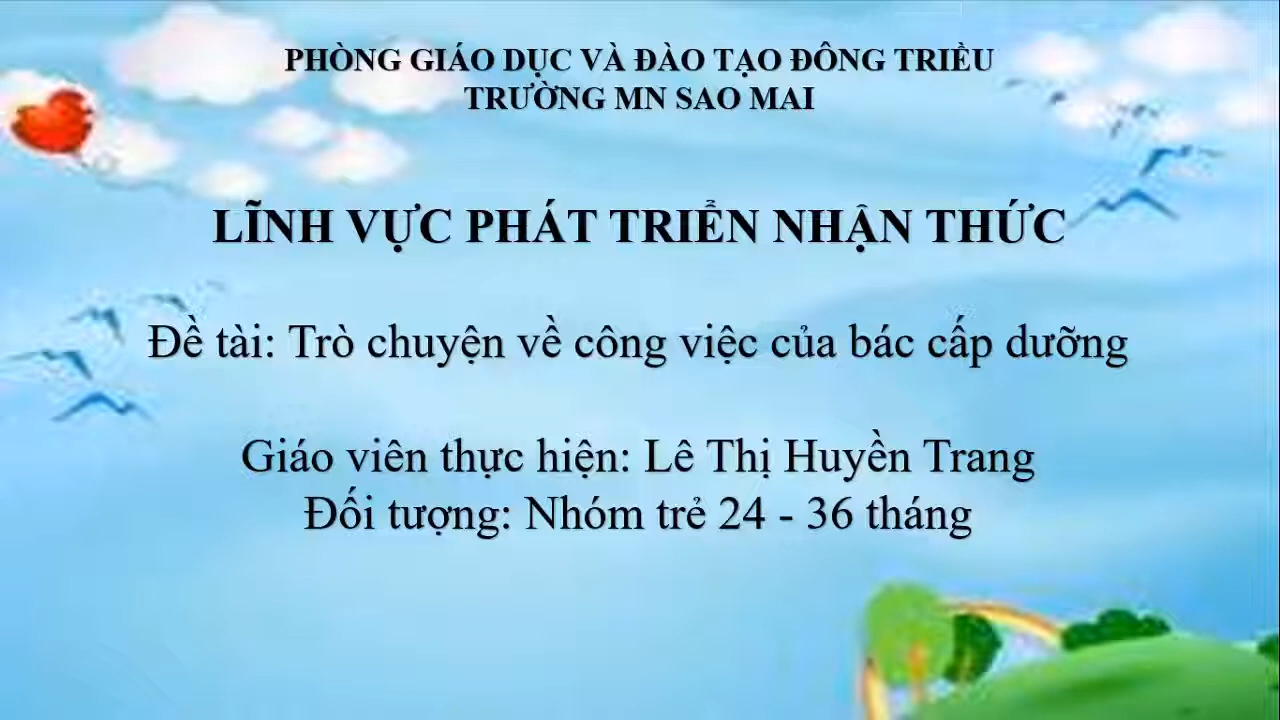 PHÒNG GIÁO DỤC VÀ ĐÀO TẠO ĐÔNG TRIỀU
TRƯỜNG MN SAO MAI
LĨNH VỰC PHÁT TRIỂN NHẬN THỨC
Đề tài: Trò chuyện về công việc của bác cấp dưỡng
Giáo viên thực hiện: Lê Thị Huyền Trang
Đối tượng: Nhóm trẻ 24 - 36 tháng